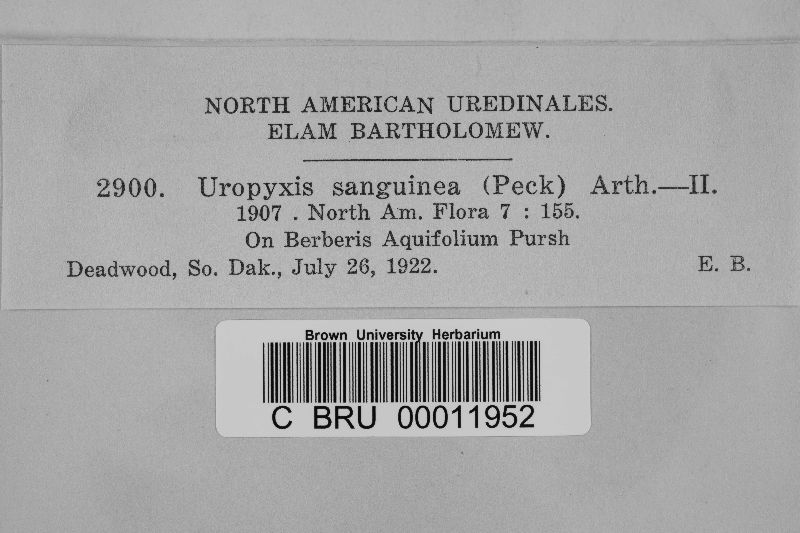 NORTH AMERICAN UREDINALES.
ELAM BARTHOLOMEW.
2900. Uropyxis sanguinea (Peck) Arth.—II.
1907 . North Am. Flora 7 : 155.
On Berberis Aquifolium Pursh
Deadwood, So. Dak., July 26, 1922. E. B.
Brown University Herbarium
C BRU 00011952